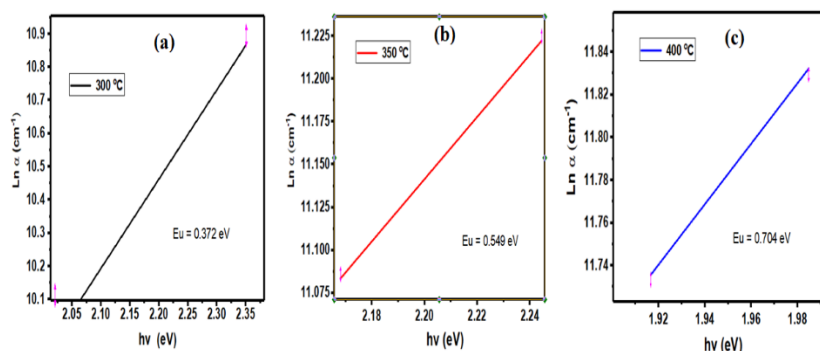 (a)
300 ⁰C
Ln α (cm⁻¹)
10.9
10.8
10.7
10.6
10.5
10.4
10.3
10.2
10.1
Eu = 0.372 eV
2.05 2.10 2.15 2.20 2.25 2.30 2.35
hν (eV)
(b)
350 ⁰C
Ln α (cm⁻¹)
11.225
11.200
11.175
11.150
11.125
11.100
11.075
Eu = 0.549 eV
2.18 2.20 2.22 2.24
hν (eV)
(c)
400 ⁰C
Ln α (cm⁻¹)
11.84
11.82
11.80
11.78
11.76
11.74
Eu = 0.704 eV
1.92 1.94 1.96 1.98
hν (eV)